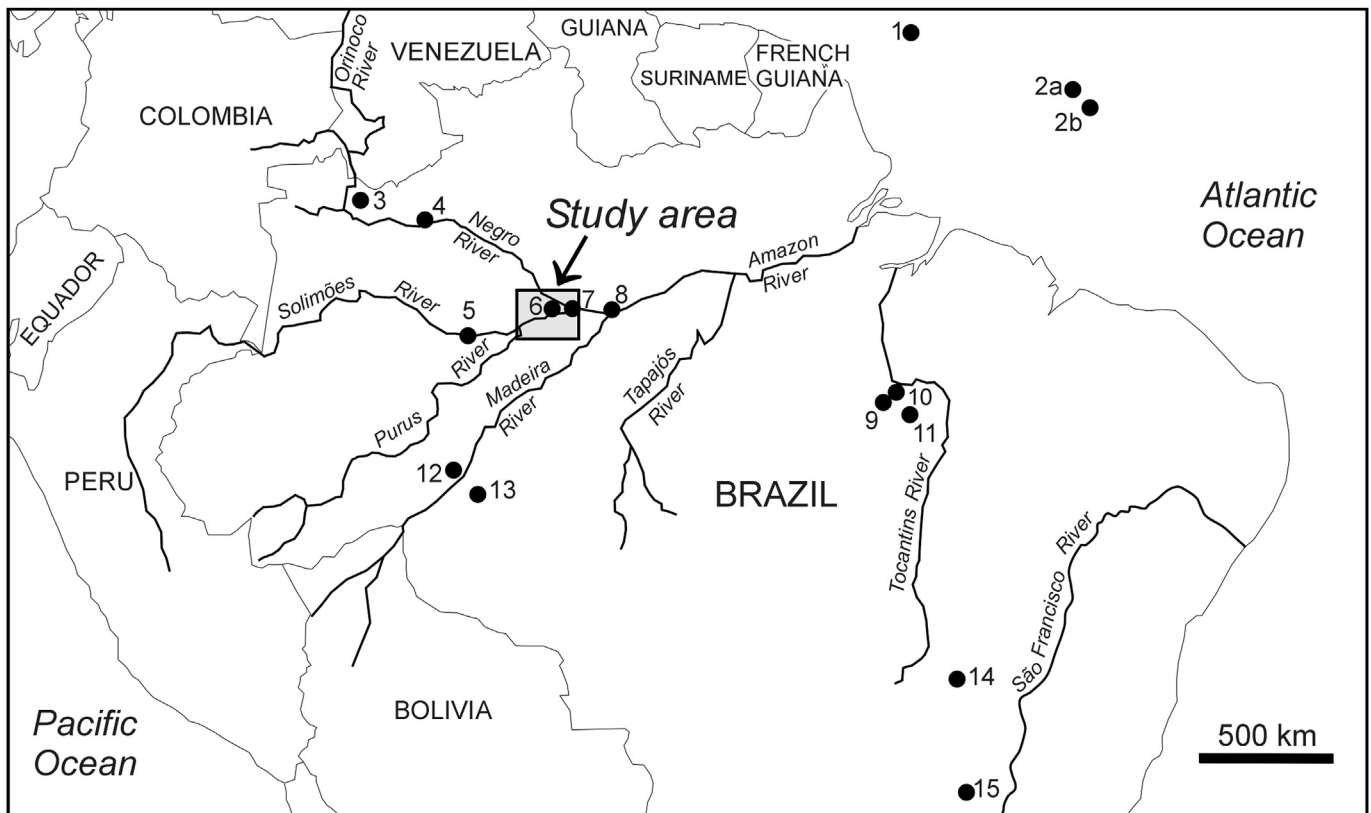 Orinoco
River
VENEZUELA
GUIANA
SURINAME
FRENCH
GUIANA
COLOMBIA
1
2a
2b
Atlantic
Ocean
3
4
Negro
River
Study area
Amazon
River
EQUADOR
Solimões
River
5
6
7
8
River
Purus
Madeira
River
Tapajós
River
9
10
11
PERU
12
13
BRAZIL
Tocantins River
São Francisco
River
14
15
BOLIVIA
Pacific
Ocean
500 km